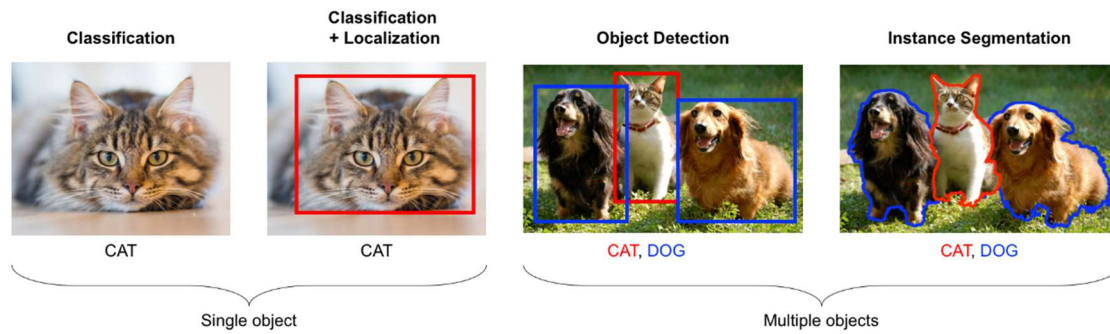 Classification
Classification
+ Localization
Object Detection
Instance Segmentation
CAT
CAT
CAT, DOG
CAT, DOG
Single object
Multiple objects